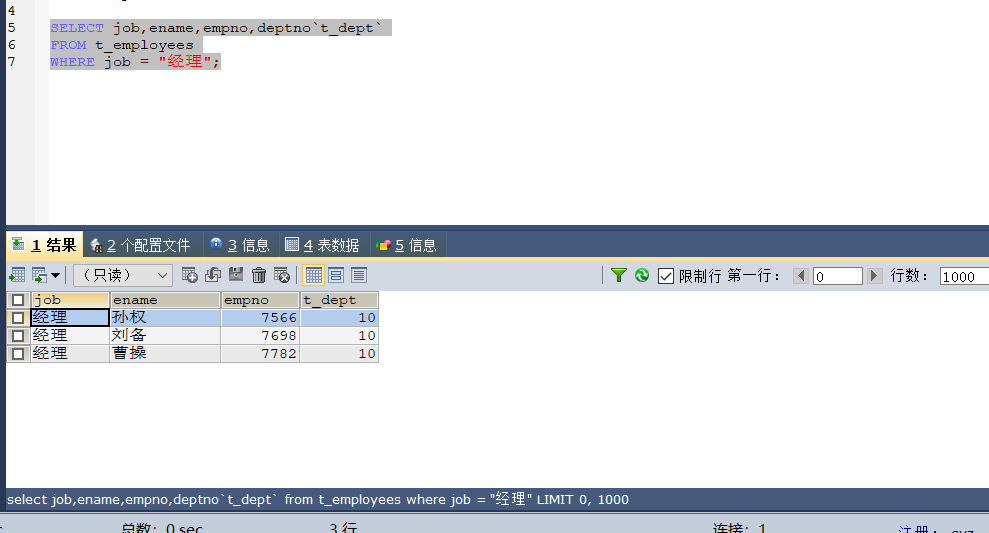 4
5 SELECT job,ename,empno,deptno`t_dept`
6 FROM t_employees
7 WHERE job = "经理";
1 结果 2 个配置文件 3 信息 4 表数据 5 信息
（只读） 限制行 第一行： 0 行数： 1000
job ename empno t_dept
经理 孙权 7566 10
经理 刘备 7698 10
经理 曹操 7782 10
select job,ename,empno,deptno`t_dept` from t_employees where job = "经理" LIMIT 0, 1000
总数： 0 sec 3 行 连接： 1